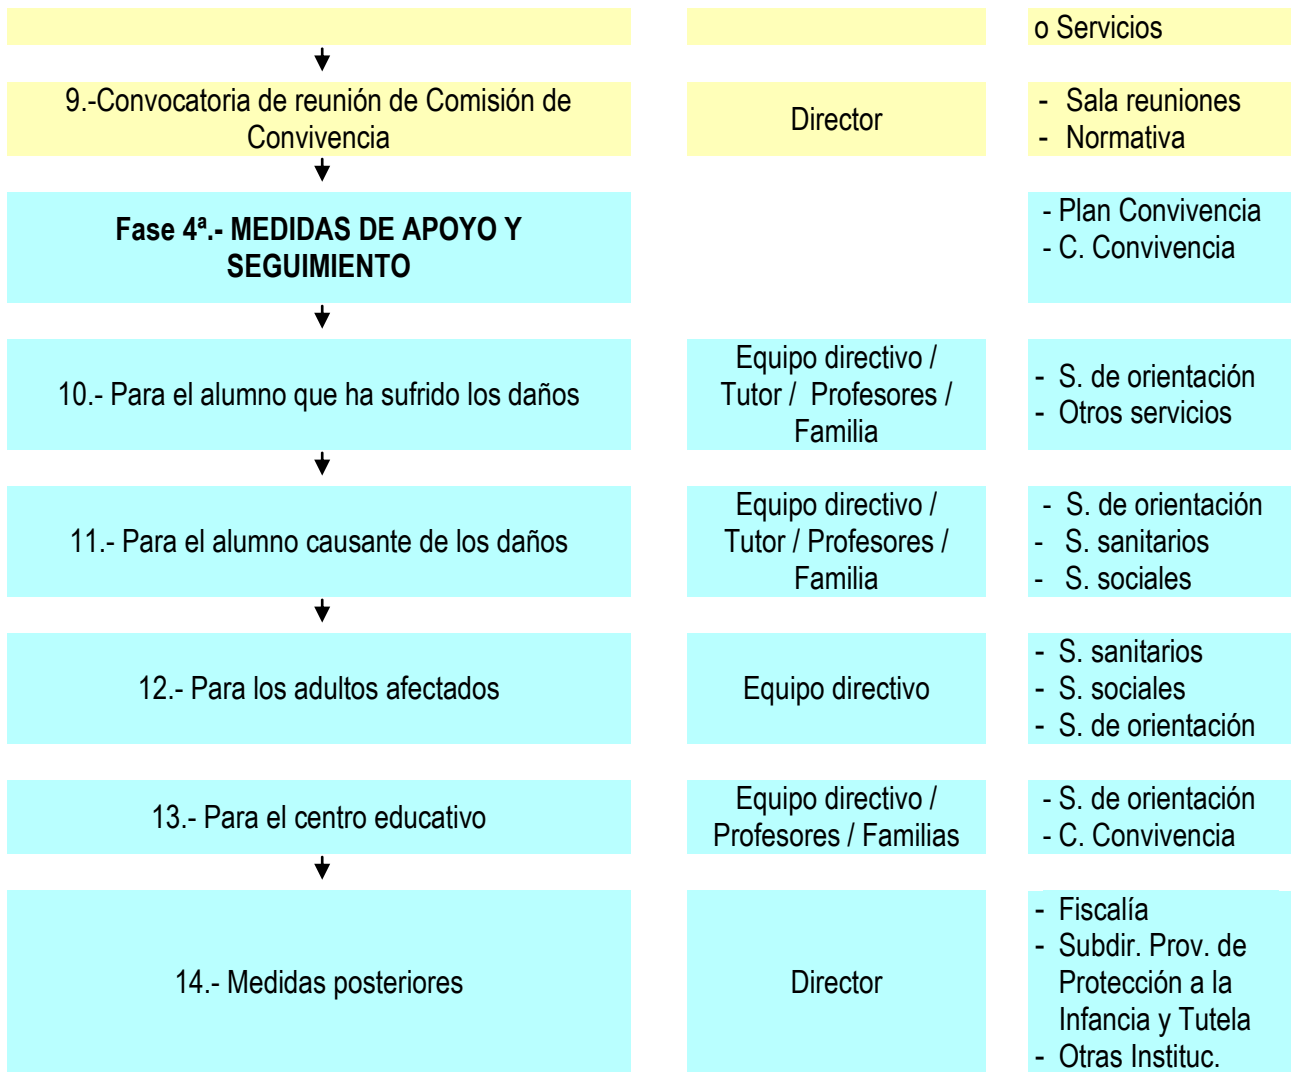 o Servicios
9.-Convocatoria de reunión de Comisión de
Convivencia
Director
- Sala reuniones
- Normativa
Fase 4ª.- MEDIDAS DE APOYO Y
SEGUIMIENTO
- Plan Convivencia
- C. Convivencia
10.- Para el alumno que ha sufrido los daños
Equipo directivo /
Tutor / Profesores /
Familia
- S. de orientación
- Otros servicios
11.- Para el alumno causante de los daños
Equipo directivo /
Tutor / Profesores /
Familia
- S. de orientación
- S. sanitarios
- S. sociales
12.- Para los adultos afectados
Equipo directivo
- S. sanitarios
- S. sociales
- S. de orientación
13.- Para el centro educativo
Equipo directivo /
Profesores / Familias
- S. de orientación
- C. Convivencia
14.- Medidas posteriores
Director
- Fiscalía
- Subdir. Prov. de
Protección a la
Infancia y Tutela
- Otras Instituc.